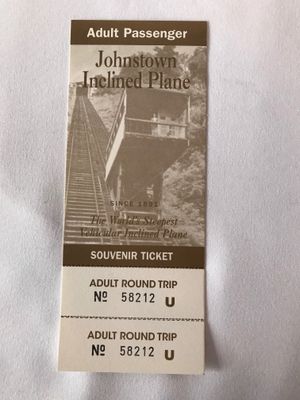 Adult Passenger
Johnstown
Inclined Plane
SINCE 1891
The World's Steepest
Vehicular Inclined Plane
SOUVENIR TICKET
ADULT ROUND TRIP
Nº 58212 U
ADULT ROUND TRIP
Nº 58212 U